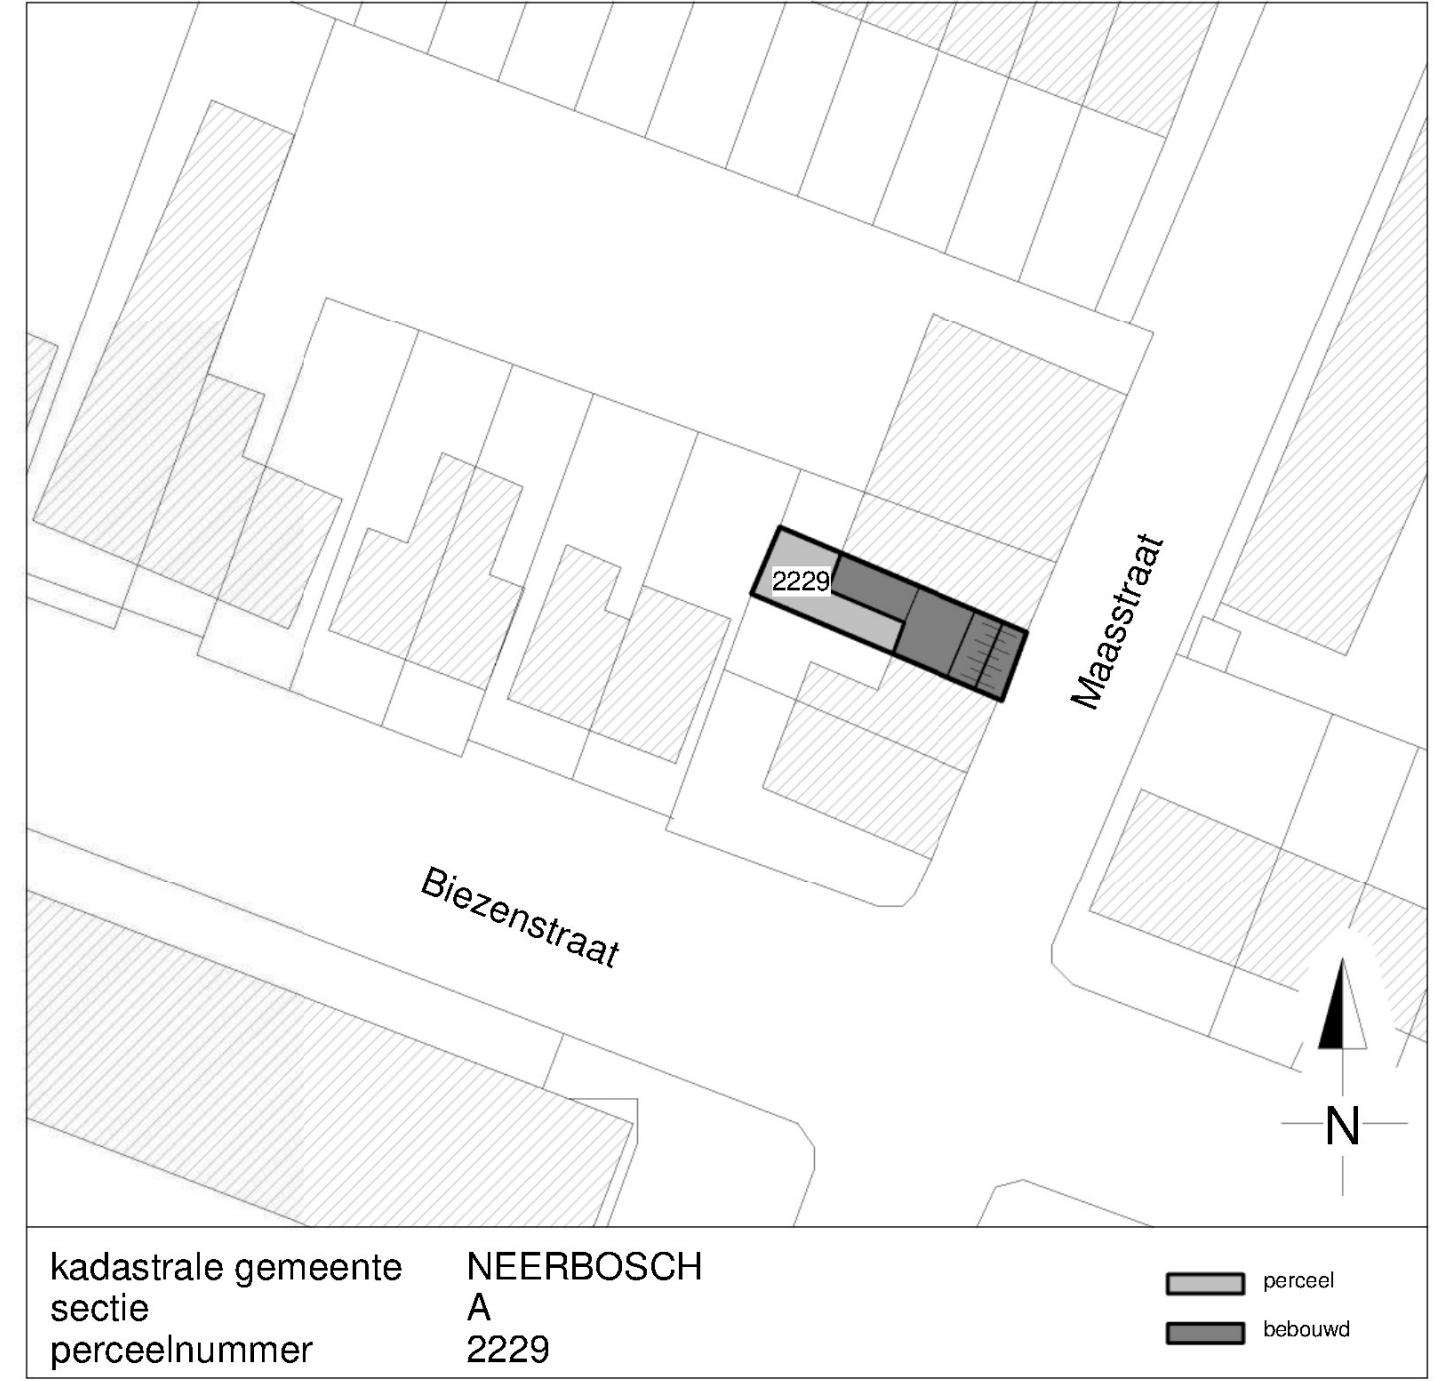 2229
Maasstraat
Biezenstraat
N
kadastrale gemeente NEERBOSCH
sectie A
perceelnummer 2229
perceel
bebouwd